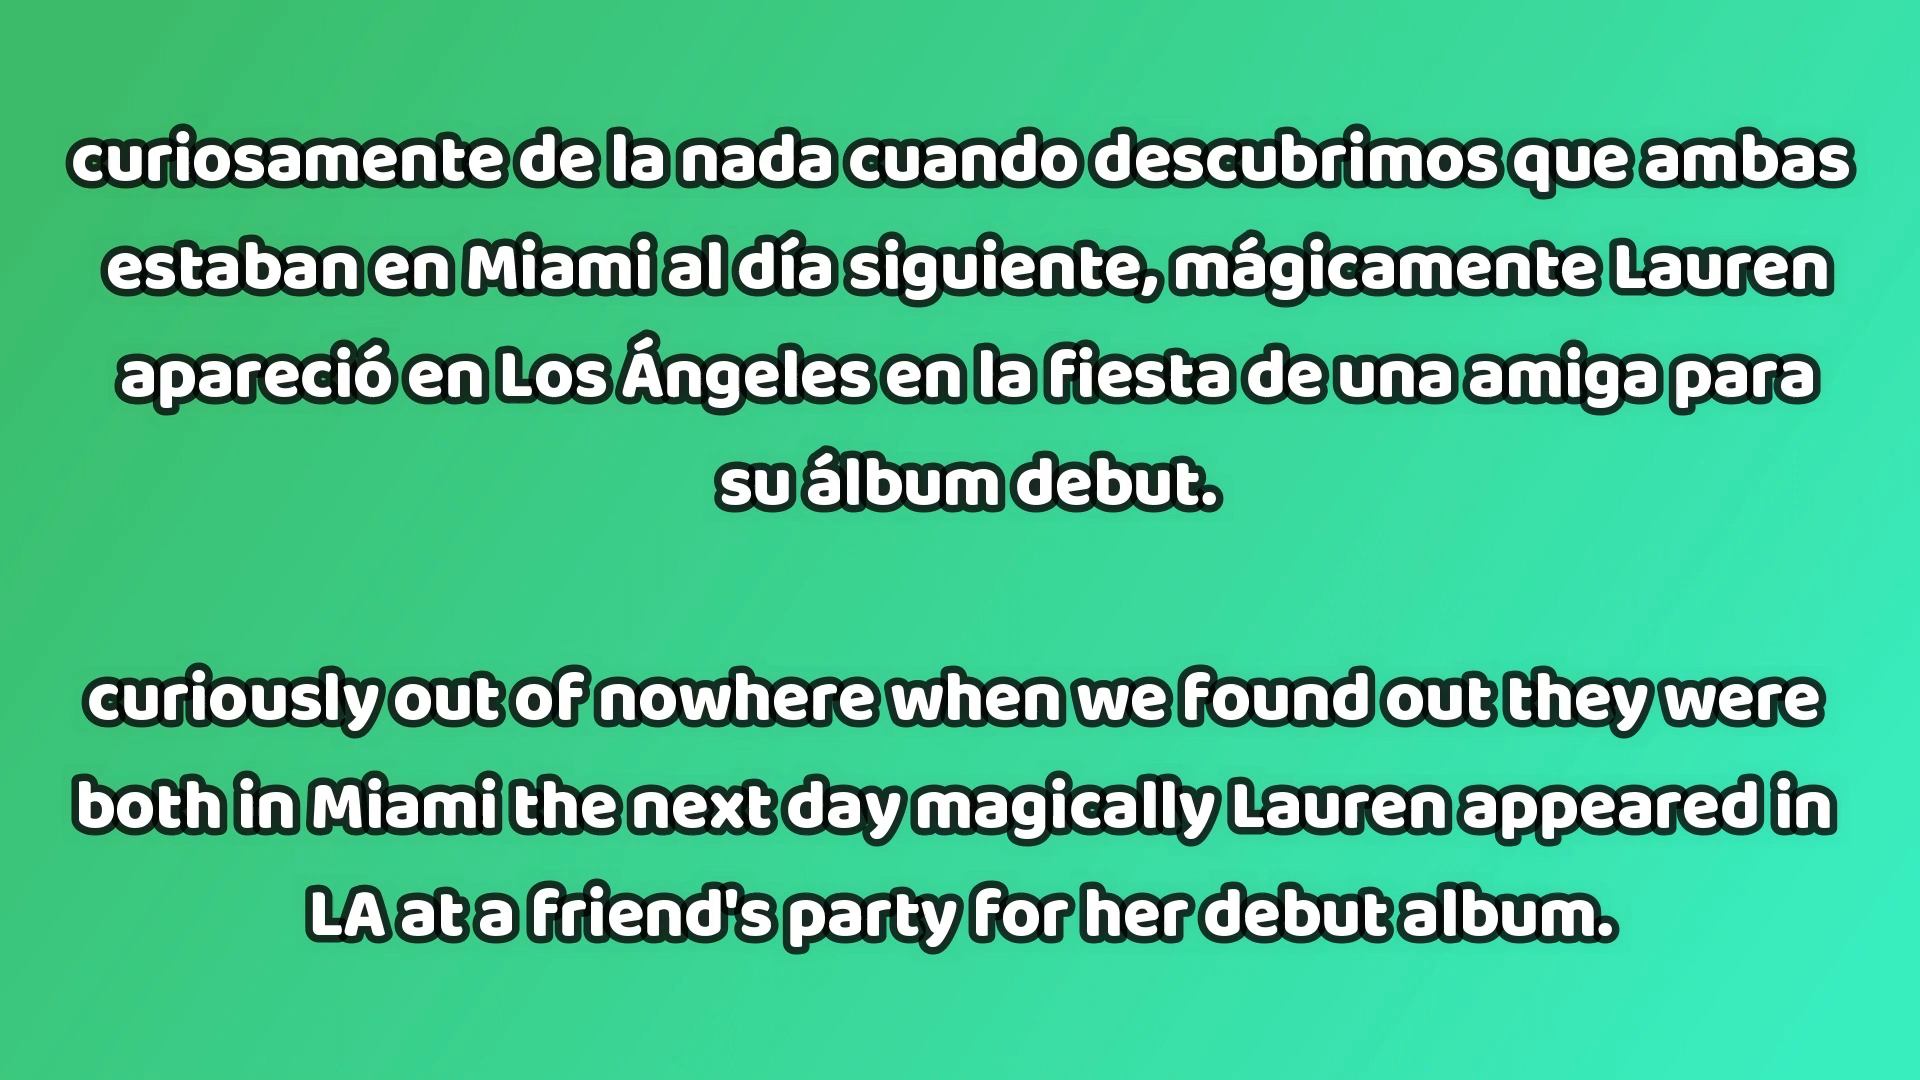 curiosamente de la nada cuando descubrimos que ambas
estaban en Miami al día siguiente, mágicamente Lauren
apareció en Los Ángeles en la fiesta de una amiga para
su álbum debut.
curiously out of nowhere when we found out they were
both in Miami the next day magically Lauren appeared in
LA at a friend's party for her debut album.